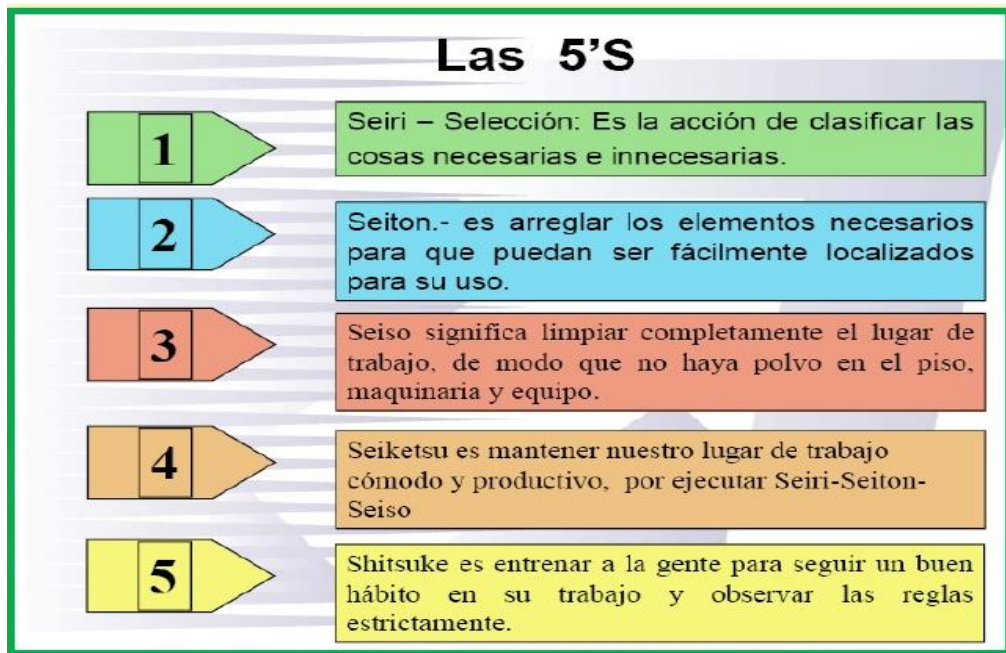 Las 5'S
1
Seiri – Selección: Es la acción de clasificar las
cosas necesarias e innecesarias.
2
Seiton.- es arreglar los elementos necesarios
para que puedan ser fácilmente localizados
para su uso.
3
Seiso significa limpiar completamente el lugar de
trabajo, de modo que no haya polvo en el piso,
maquinaria y equipo.
4
Seiketsu es mantener nuestro lugar de trabajo
cómodo y productivo, por ejecutar Seiri-Seiton-
Seiso
5
Shitsuke es entrenar a la gente para seguir un buen
hábito en su trabajo y observar las reglas
estrictamente.